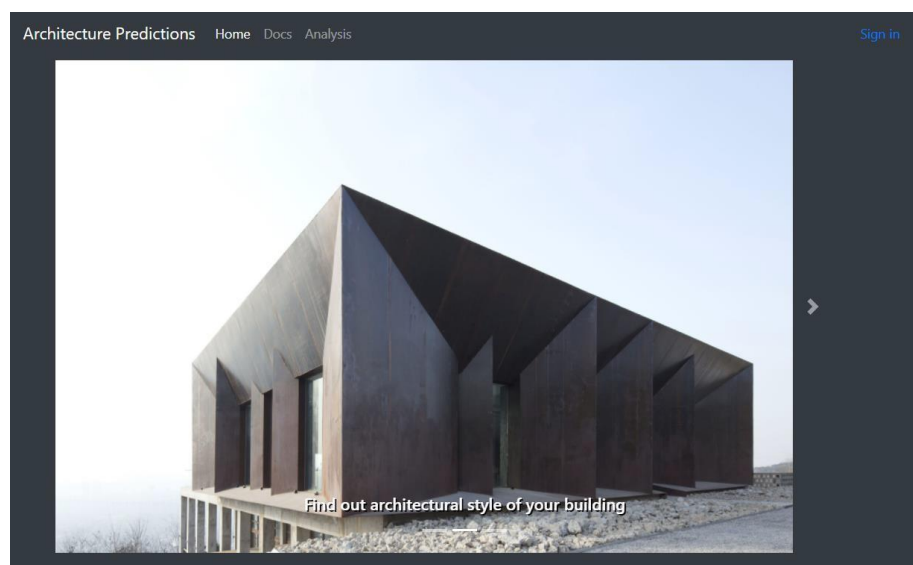 Architecture Predictions Home Docs Analysis Sign in
Find out architectural style of your building